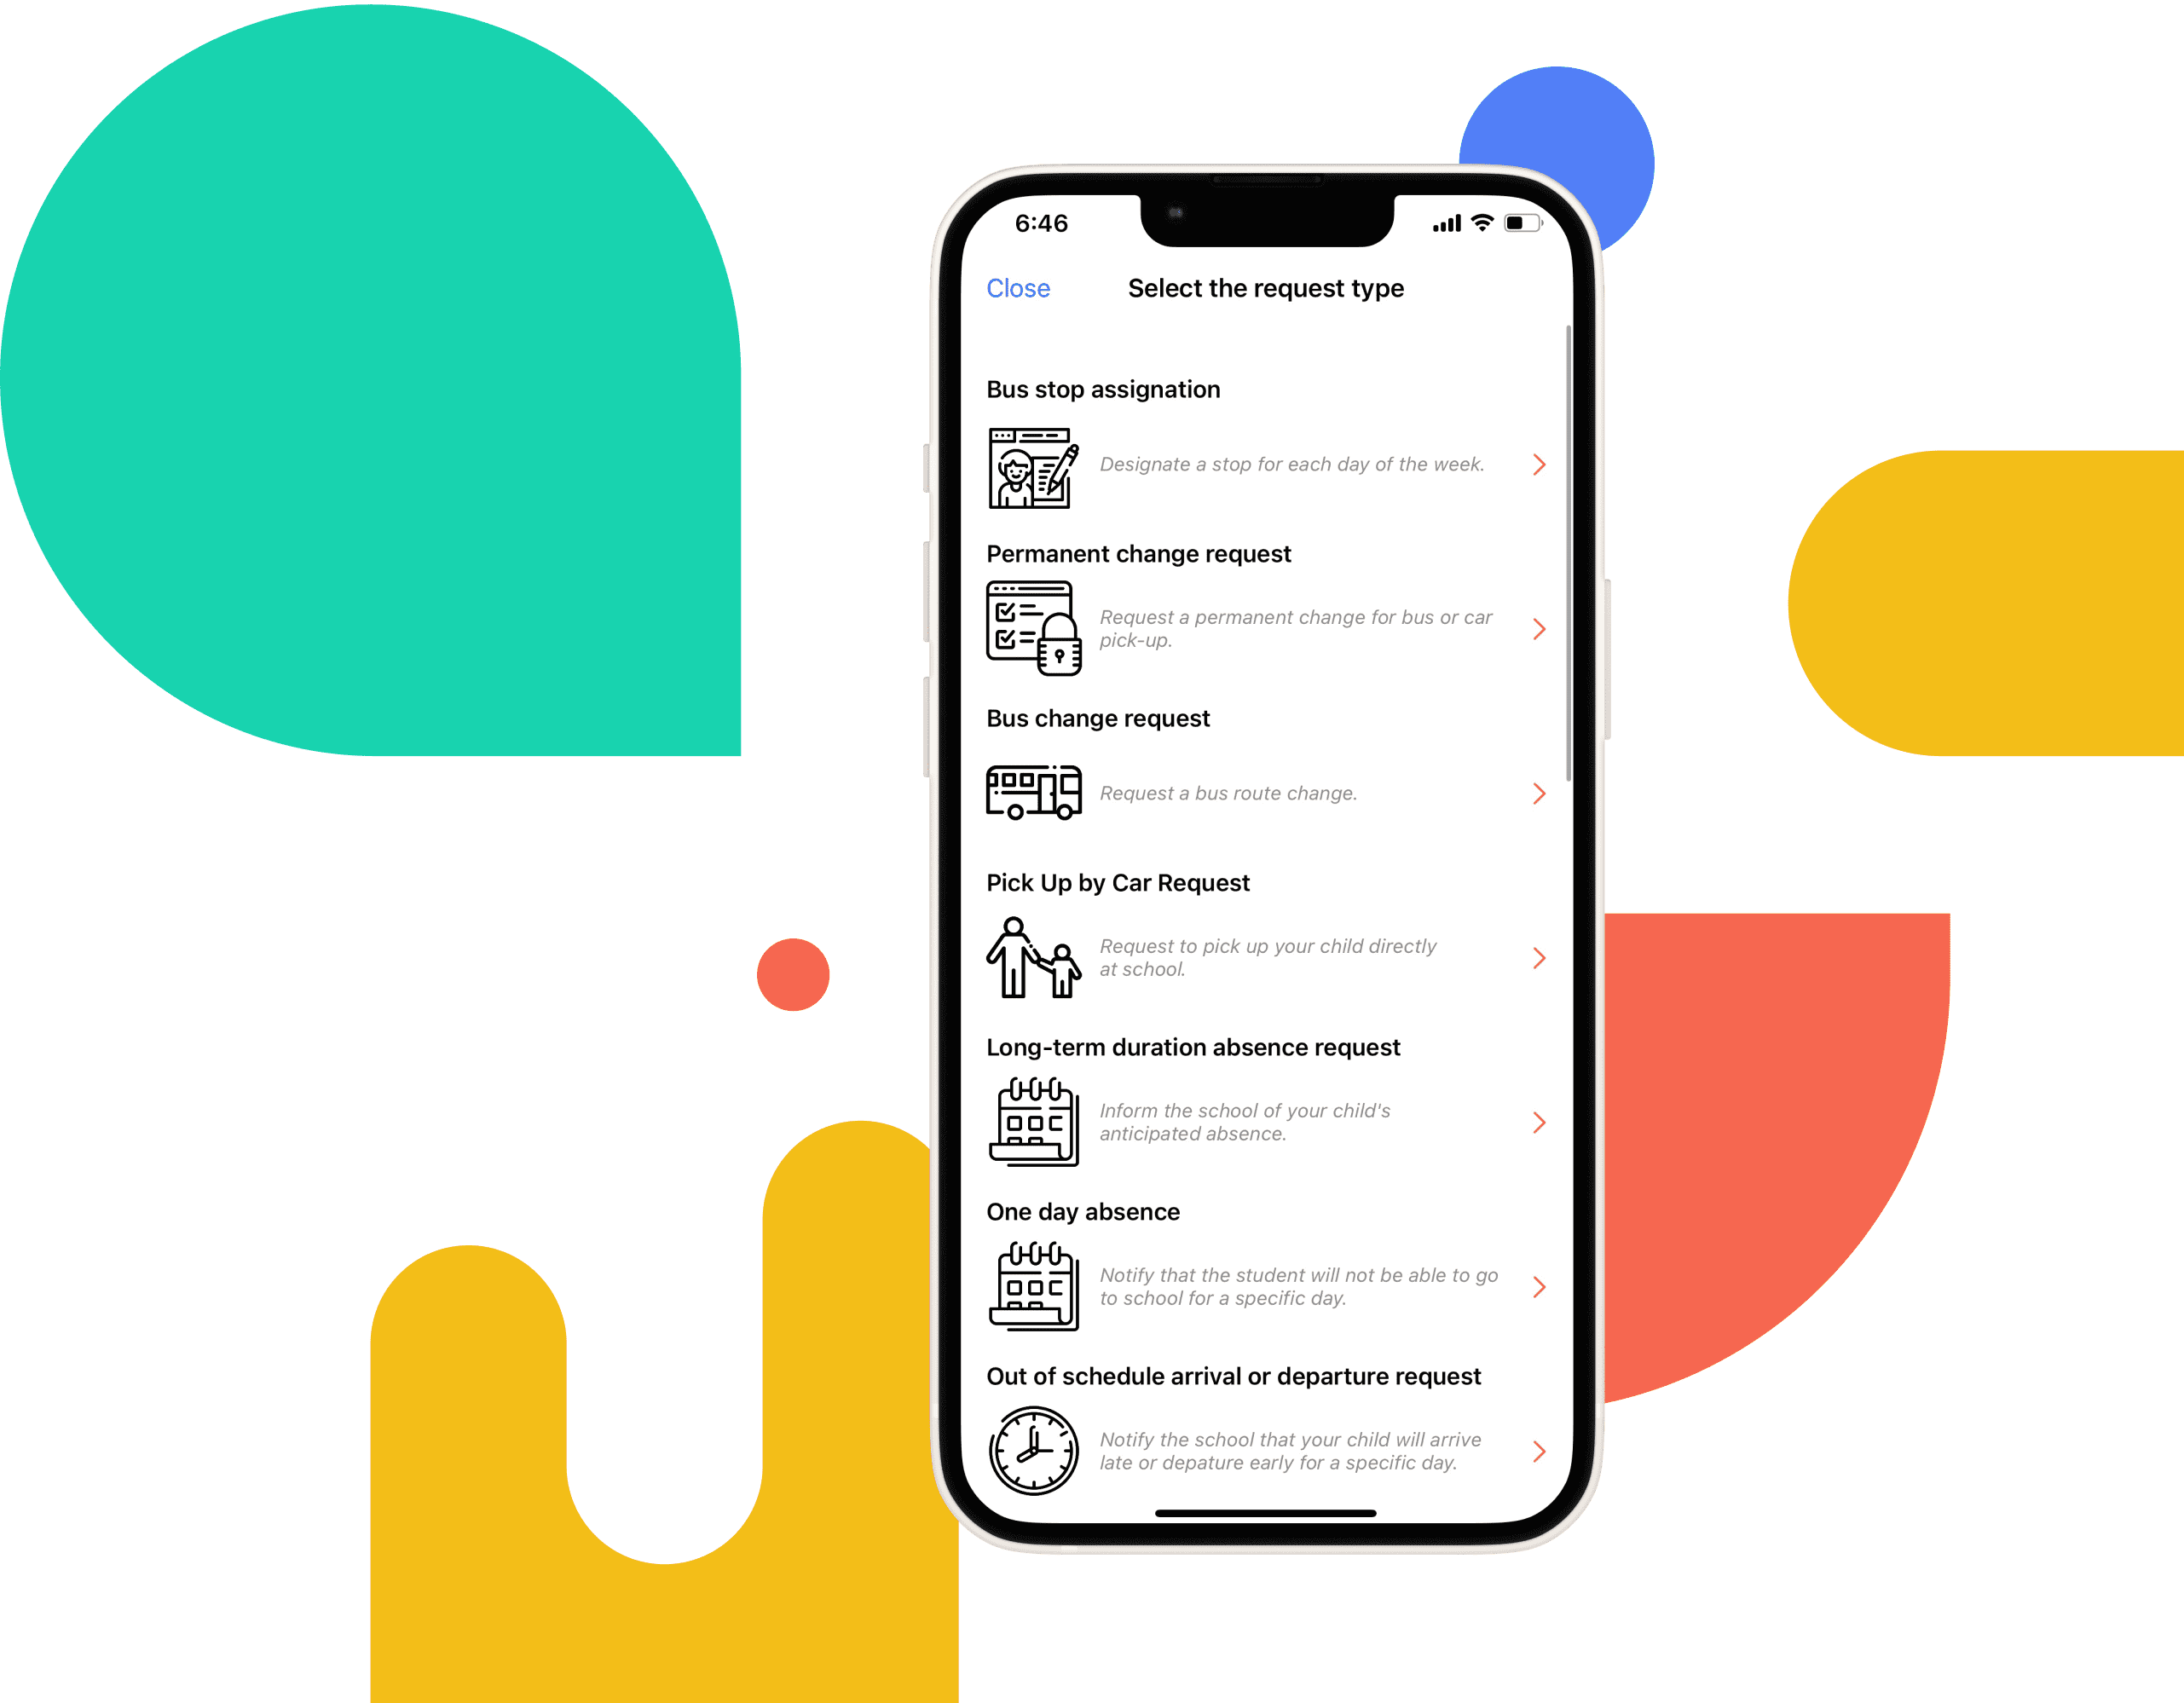 6:46
Close
Select the request type
Bus stop assignation
Designate a stop for each day of the week.
Permanent change request
Request a permanent change for bus or car
pick-up.
Bus change request
Request a bus route change.
Pick Up by Car Request
Request to pick up your child directly
at school.
Long-term duration absence request
Inform the school of your child's
anticipated absence.
One day absence
Notify that the student will not be able to go
to school for a specific day.
Out of schedule arrival or departure request
Notify the school that your child will arrive
late or depature early for a specific day.